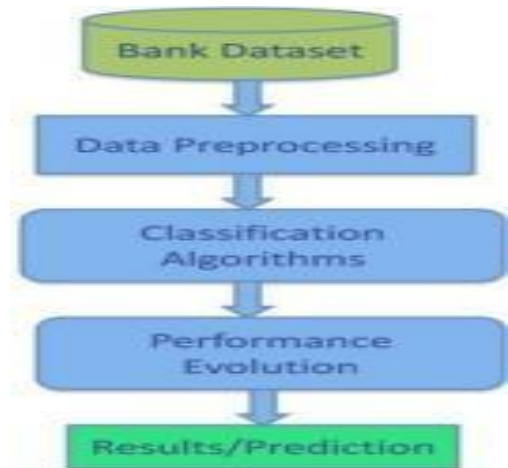 Bank Dataset
Data Preprocessing
Classification
Algorithms
Performance
Evolution
Results/Prediction